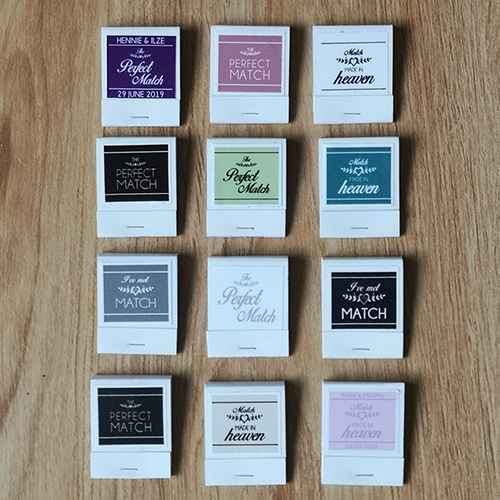 HENNIE & ILZE
The
Perfect
Match
29 JUNE 2019
THE
PERFECT
MATCH
Match
MADE IN
heaven
THE
PERFECT
MATCH
The
Perfect
Match
Match
MADE IN
heaven
I've met
MATCH
The
Perfect
Match
I've met
MATCH
THE
PERFECT
MATCH
Match
MADE IN
heaven
MARK & MEGAN
Match
MADE IN
heaven